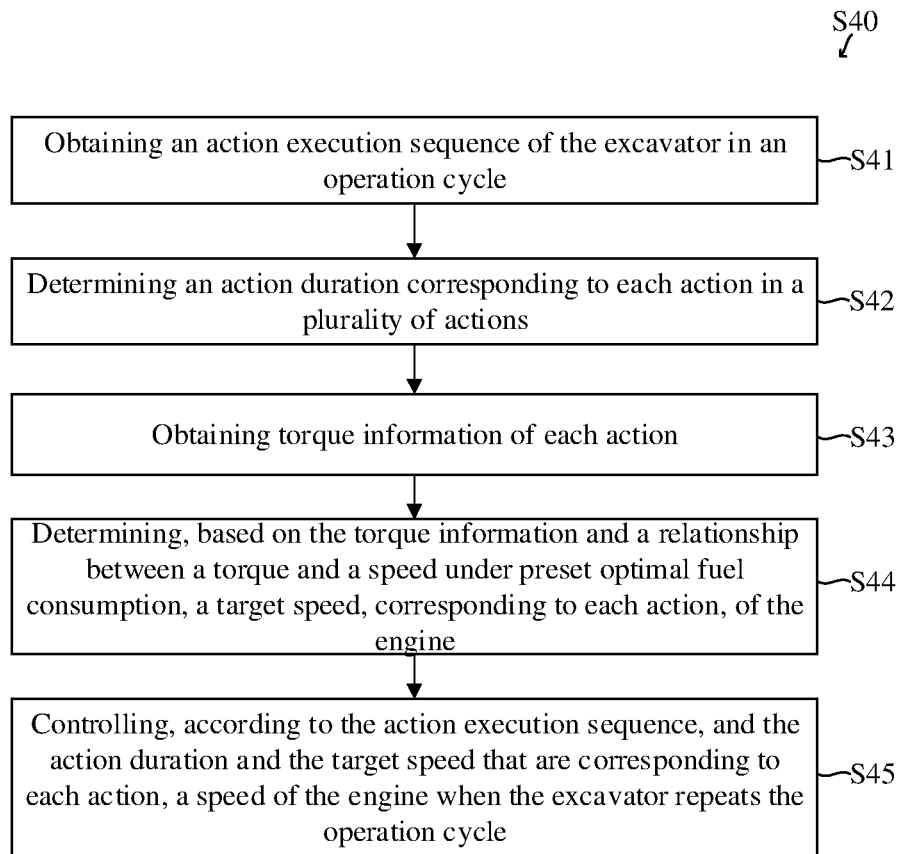 S40
Obtaining an action execution sequence of the excavator in an
operation cycle
S41
Determining an action duration corresponding to each action in a
plurality of actions
S42
Obtaining torque information of each action
S43
Determining, based on the torque information and a relationship
between a torque and a speed under preset optimal fuel
consumption, a target speed, corresponding to each action, of the
engine
S44
Controlling, according to the action execution sequence, and the
action duration and the target speed that are corresponding to
each action, a speed of the engine when the excavator repeats the
operation cycle
S45